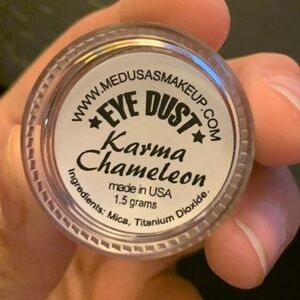 WWW.MEDUSASMAKEUP.COM
★EYE DUST★
Karma
Chameleon
made in USA
1.5 grams
Ingredients: Mica, Titanium Dioxide.